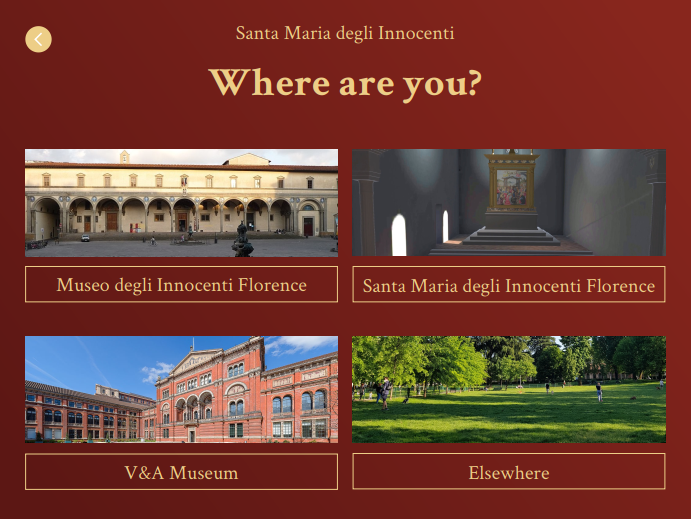 Santa Maria degli Innocenti
Where are you?
Museo degli Innocenti Florence
Santa Maria degli Innocenti Florence
V&A Museum
Elsewhere